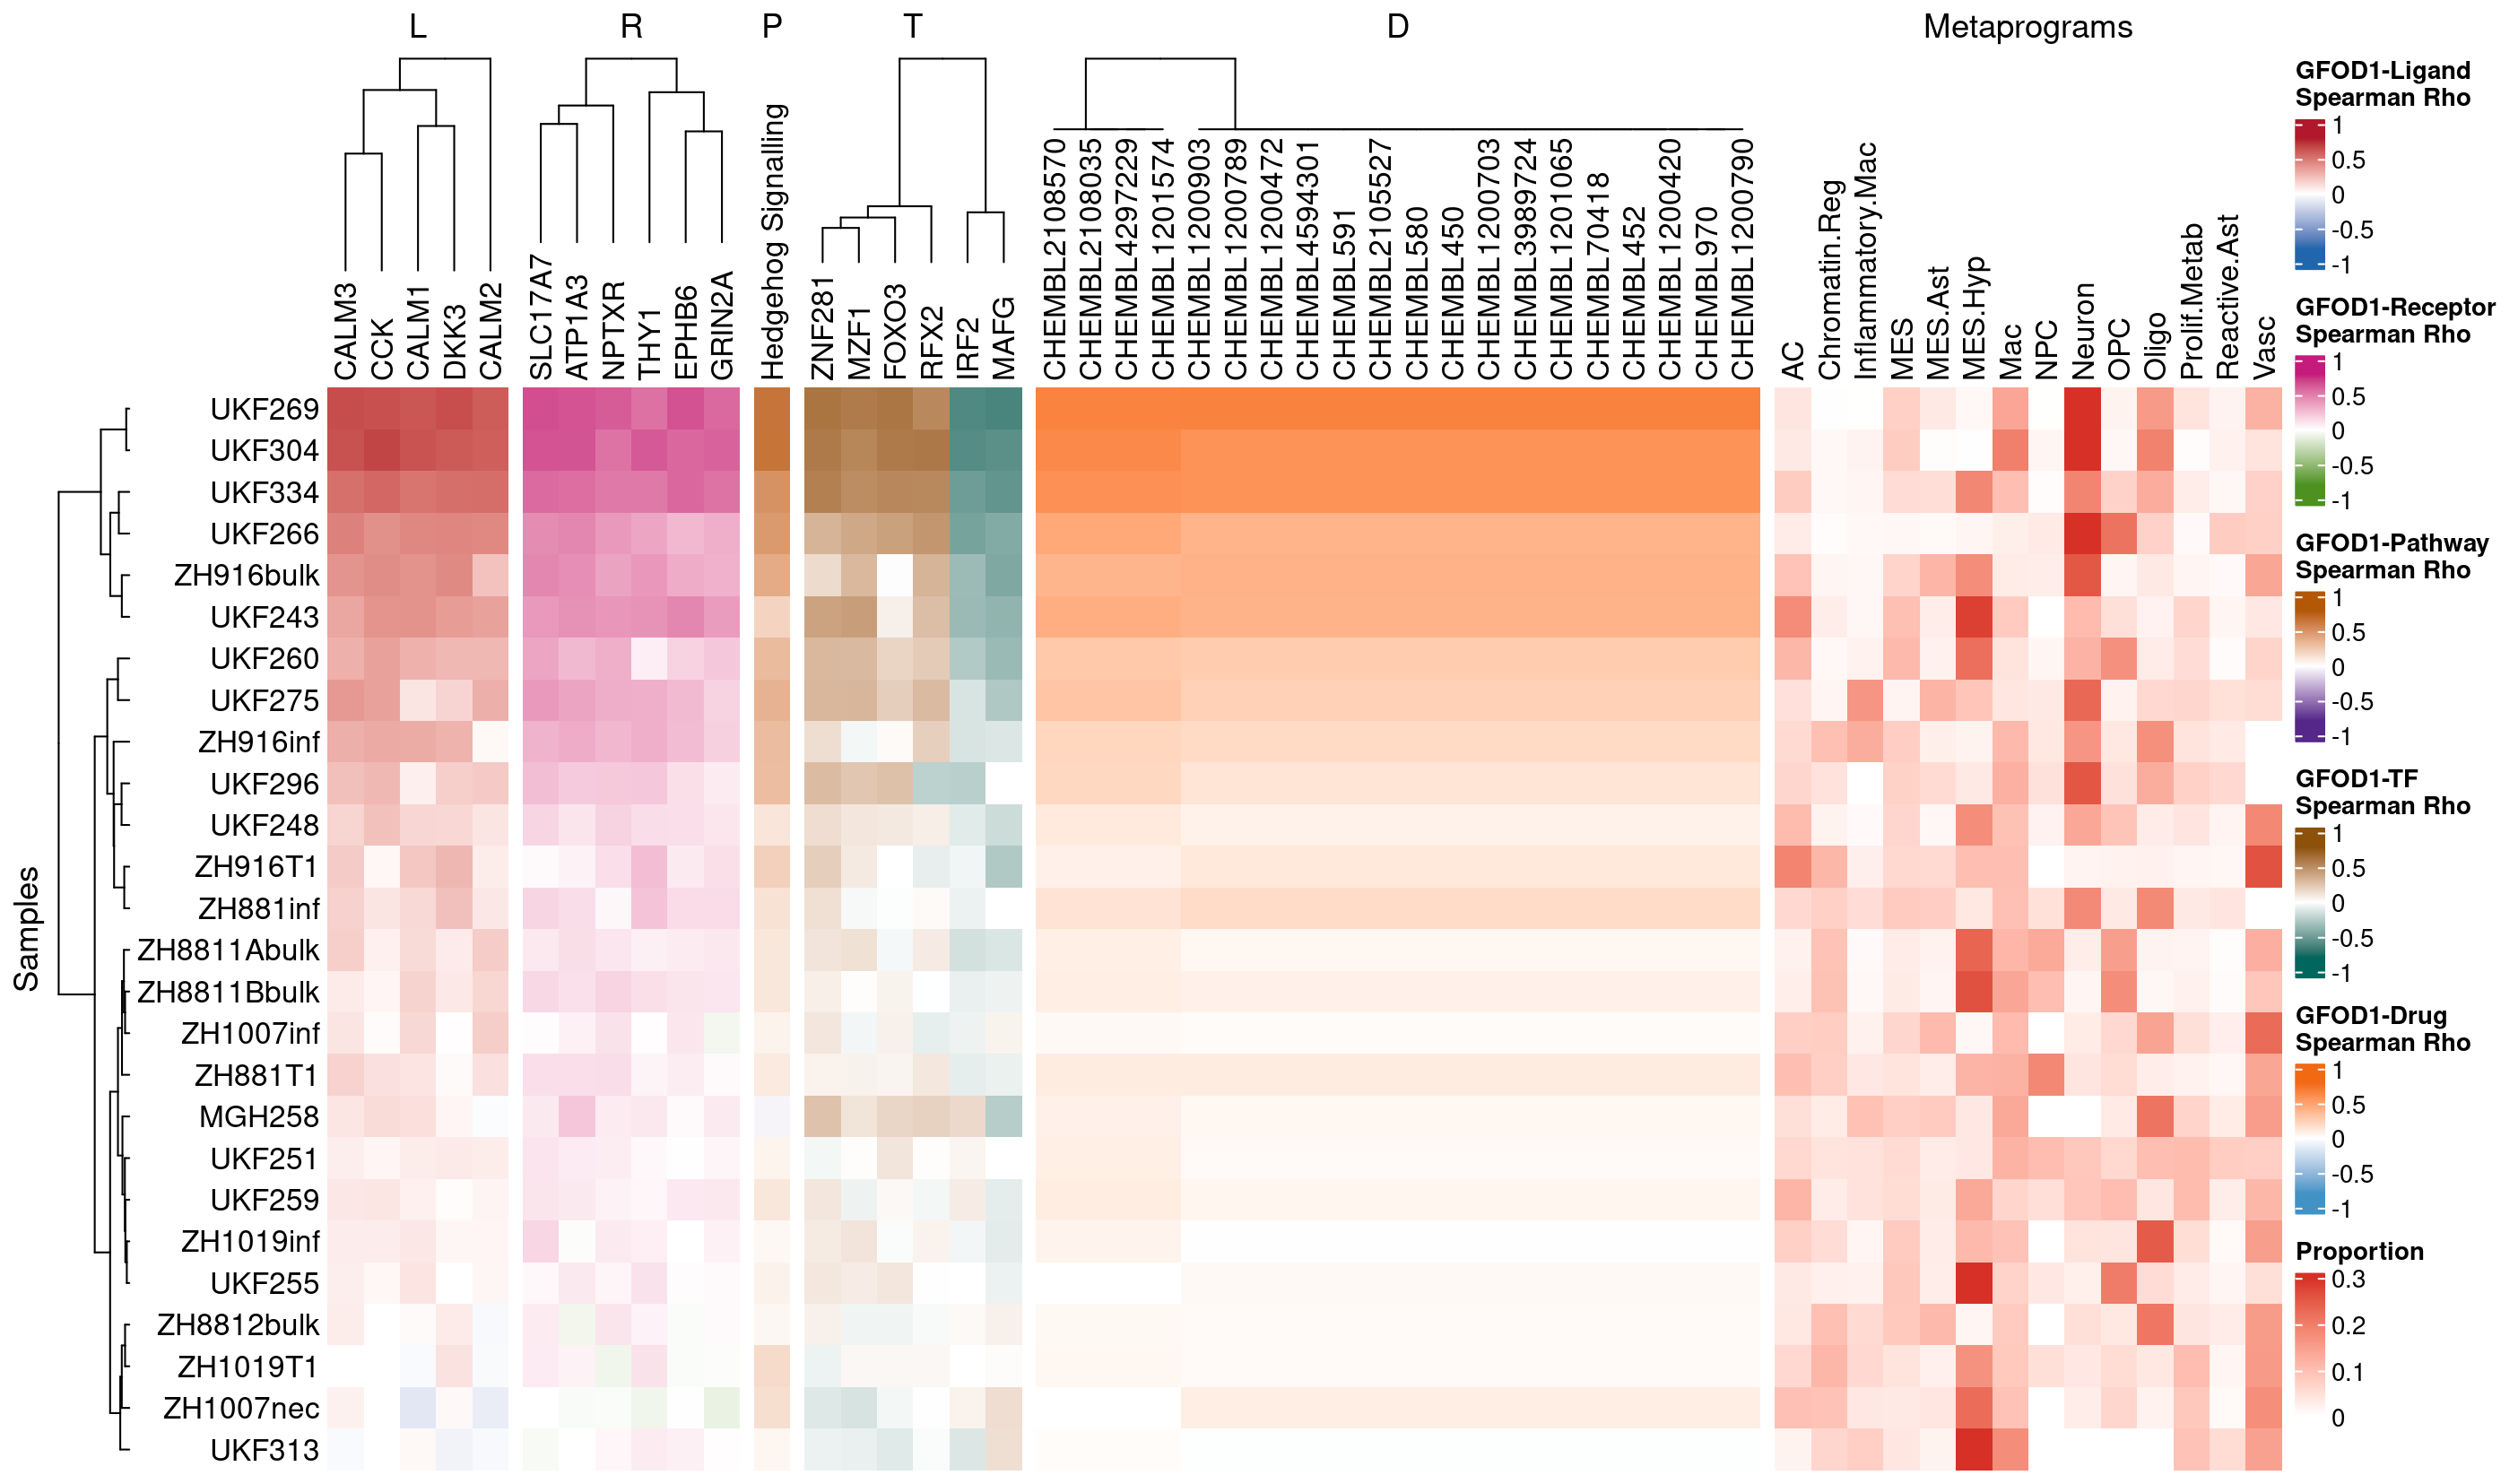 L R P T D Metaprograms
CALM3 CCK CALM1 DKK3 CALM2
SLC17A7 ATP1A3 NPTXR THY1 EPHB6 GRIN2A
Hedgehog Signalling
ZNF281 MZF1 FOXO3 RFX2 IRF2 MAFG
CHEMBL2108570 CHEMBL2108035 CHEMBL4297229 CHEMBL1201574 CHEMBL1200903 CHEMBL1200789 CHEMBL1200472 CHEMBL4594301 CHEMBL591 CHEMBL2105527 CHEMBL580 CHEMBL450 CHEMBL1200703 CHEMBL3989724 CHEMBL1201065 CHEMBL70418 CHEMBL452 CHEMBL1200420 CHEMBL970 CHEMBL1200790
AC Chromatin.Reg Inflammatory.Mac MES MES.Ast MES.Hyp Mac NPC Neuron OPC Oligo Prolif.Metab Reactive.Ast Vasc
Samples
UKF269
UKF304
UKF334
UKF266
ZH916bulk
UKF243
UKF260
UKF275
ZH916inf
UKF296
UKF248
ZH916T1
ZH881inf
ZH8811Abulk
ZH8811Bbulk
ZH1007inf
ZH881T1
MGH258
UKF251
UKF259
ZH1019inf
UKF255
ZH8812bulk
ZH1019T1
ZH1007nec
UKF313
GFOD1-Ligand
Spearman Rho
1
0.5
0
-0.5
-1
GFOD1-Receptor
Spearman Rho
1
0.5
0
-0.5
-1
GFOD1-Pathway
Spearman Rho
1
0.5
0
-0.5
-1
GFOD1-TF
Spearman Rho
1
0.5
0
-0.5
-1
GFOD1-Drug
Spearman Rho
1
0.5
0
-0.5
-1
Proportion
0.3
0.2
0.1
0